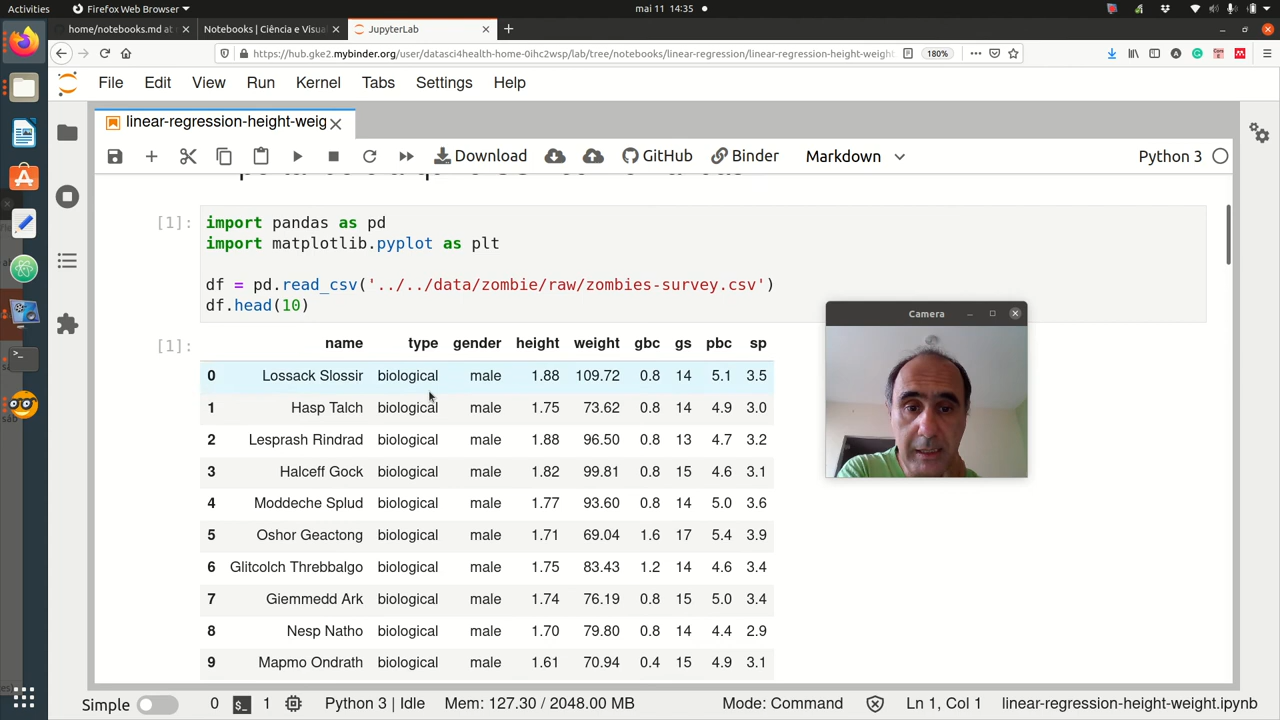 Activities
Firefox Web Browser
mai 11 14:35
home/notebooks.md at
Notebooks | Ciência e Visual
JupyterLab
https://hub.gke2.mybinder.org/user/datasci4health-home-0ihc2wsp/lab/tree/notebooks/linear-regression/linear-regression-height-weight
180%
File Edit View Run Kernel Tabs Settings Help
linear-regression-height-weig
Download GitHub Binder Markdown Python 3
[1]: import pandas as pd
import matplotlib.pyplot as plt
df = pd.read_csv('../../data/zombie/raw/zombies-survey.csv')
df.head(10)
[1]: name type gender height weight gbc gs pbc sp
0 Lossack Slossir biological male 1.88 109.72 0.8 14 5.1 3.5
1 Hasp Talch biological male 1.75 73.62 0.8 14 4.9 3.0
2 Lesprash Rindrad biological male 1.88 96.50 0.8 13 4.7 3.2
3 Halceff Gock biological male 1.82 99.81 0.8 15 4.6 3.1
4 Moddeche Splud biological male 1.77 93.60 0.8 14 5.0 3.6
5 Oshor Geactong biological male 1.71 69.04 1.6 17 5.4 3.9
6 Glitcolch Threbbalgo biological male 1.75 83.43 1.2 14 4.6 3.4
7 Giemmedd Ark biological male 1.74 76.19 0.8 15 5.0 3.4
8 Nesp Natho biological male 1.70 79.80 0.8 14 4.4 2.9
9 Mapmo Ondrath biological male 1.61 70.94 0.4 15 4.9 3.1
Camera
Simple 0 1 Python 3 | Idle Mem: 127.30 / 2048.00 MB Mode: Command Ln 1, Col 1 linear-regression-height-weight.ipynb